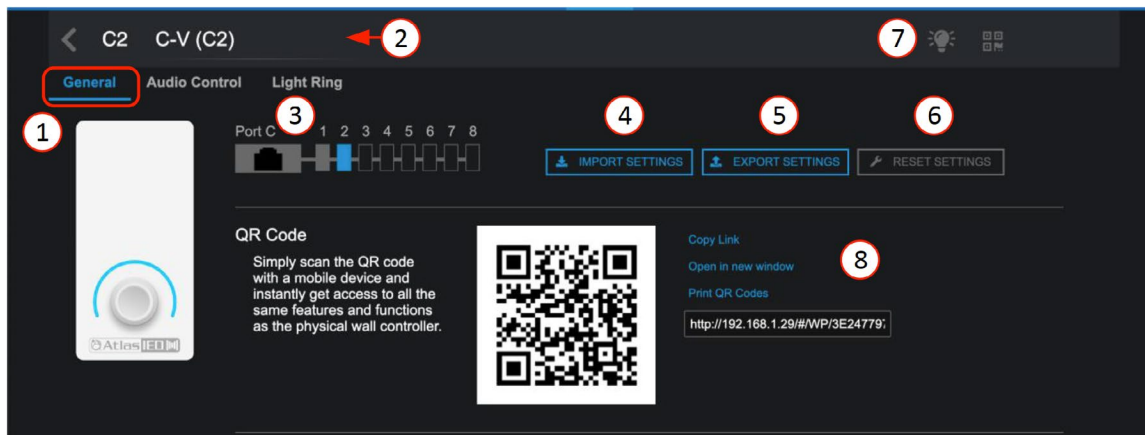 C2 C-V (C2)
2
7
General Audio Control Light Ring
1
3
Port C 1 2 3 4 5 6 7 8
4
5
6
IMPORT SETTINGS
EXPORT SETTINGS
RESET SETTINGS
QR Code
Simply scan the QR code
with a mobile device and
instantly get access to all the
same features and functions
as the physical wall controller.
Copy Link
Open in new window
Print QR Codes
8
http://192.168.1.29/#/WP/3E24779
AtlasIED